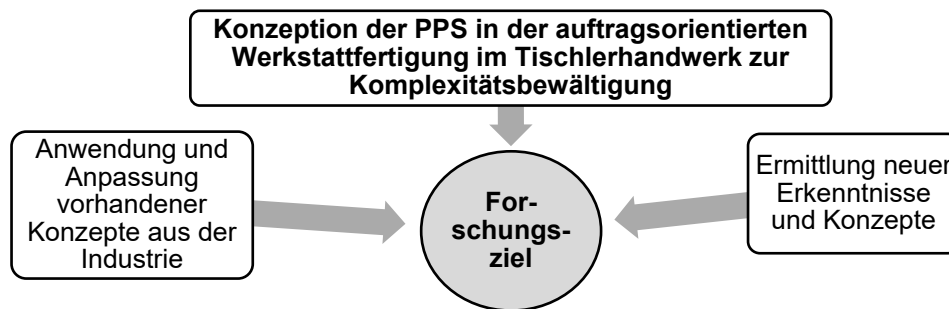 Konzeption der PPS in der auftragsorientierten
Werkstattfertigung im Tischlerhandwerk zur
Komplexitätsbewältigung
Anwendung und
Anpassung
vorhandener
Konzepte aus der
Industrie
For-
schungs-
ziel
Ermittlung neuer
Erkenntnisse
und Konzepte